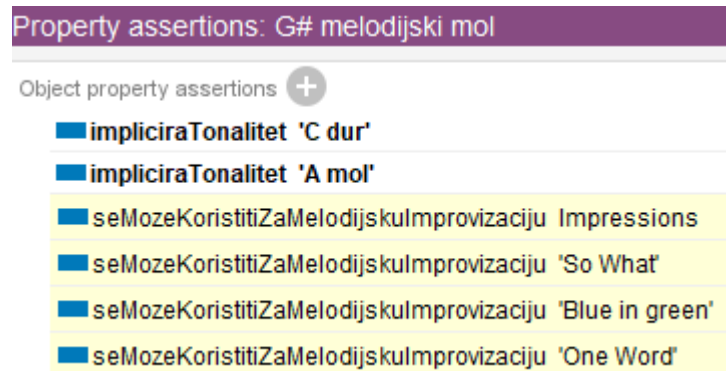 Property assertions: G# melodijski mol
Object property assertions
impliciraTonalitet 'C dur'
impliciraTonalitet 'A mol'
seMozeKoristitiZaMelodijskuImprovizaciju Impressions
seMozeKoristitiZaMelodijskuImprovizaciju 'So What'
seMozeKoristitiZaMelodijskuImprovizaciju 'Blue in green'
seMozeKoristitiZaMelodijskuImprovizaciju 'One Word'